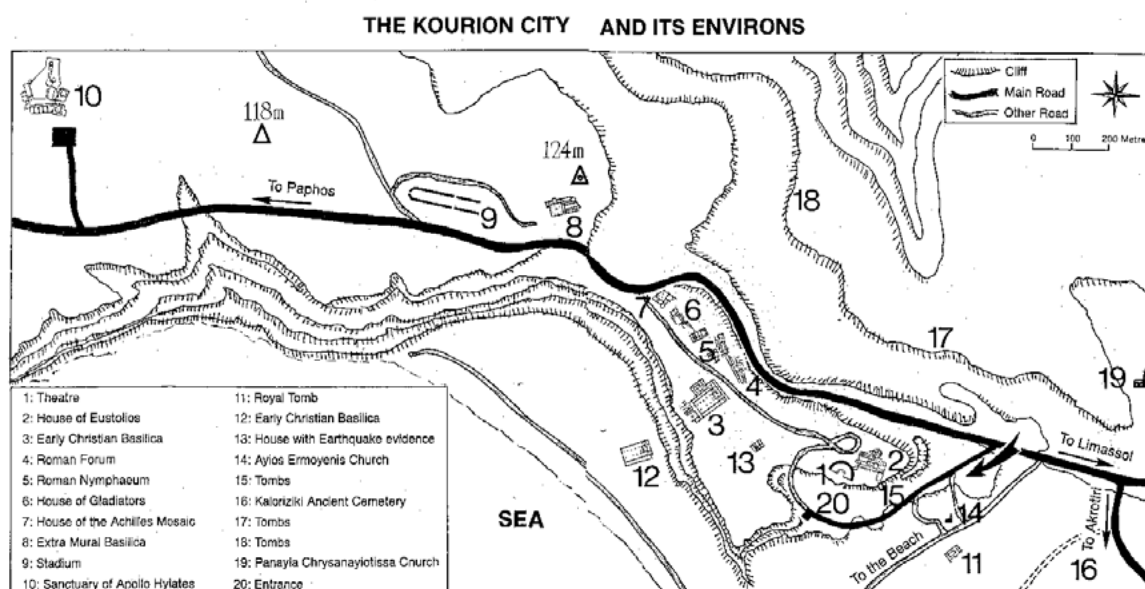 THE KOURION CITY AND ITS ENVIRONS
Cliff
Main Road
Other Road
0 100 200 Metre
10
118m
124m
To Paphos
9
8
18
7
6
5
4
3
17
19
12
13
1
2
15
20
14
11
16
SEA
To Limassol
To Akrotiri
To the Beach
1: Theatre
2: House of Eustolios
3: Early Christian Basilica
4: Roman Forum
5: Roman Nymphaeum
6: House of Gladiators
7: House of the Achilles Mosaic
8: Extra Mural Basilica
9: Stadium
10: Sanctuary of Apollo Hylates
11: Royal Tomb
12: Early Christian Basilica
13: House with Earthquake evidence
14: Ayios Ermoyenis Church
15: Tombs
16: Kaloriziki Ancient Cemetery
17: Tombs
18: Tombs
19: Panayia Chrysanayiotissa Cnurch
20: Entrance